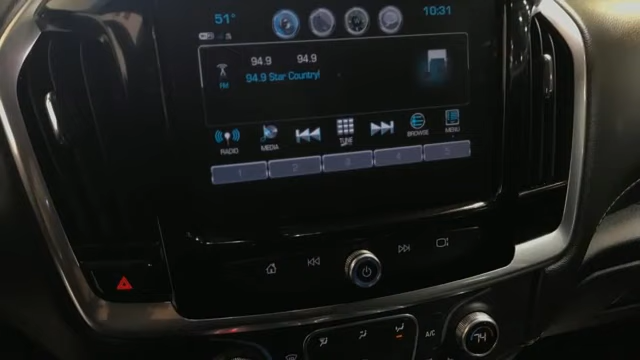 51° 10:31
94.9 94.9
FM 94.9 Star Country!
RADIO MEDIA TUNE BROWSE MENU
1 2 3 4 5
A/C 74